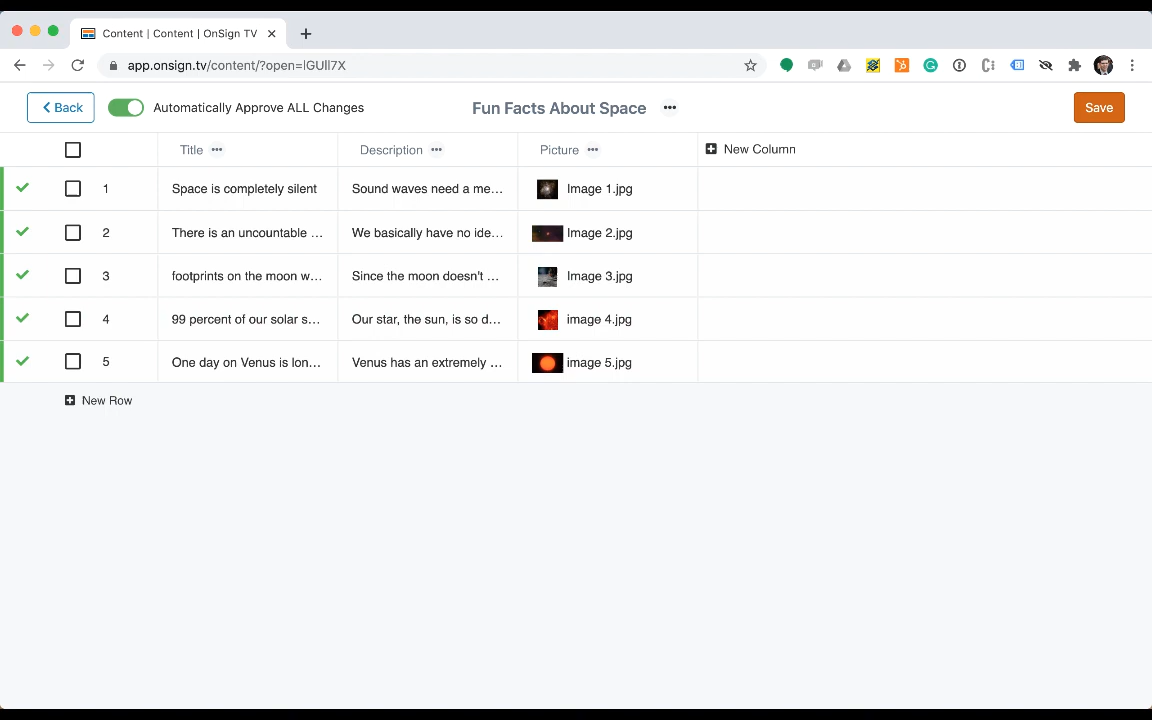 Content | Content | OnSign TV
app.onsign.tv/content/?open=lGUll7X
Back Automatically Approve ALL Changes Fun Facts About Space Save
Title Description Picture New Column
1 Space is completely silent Sound waves need a me... Image 1.jpg
2 There is an uncountable ... We basically have no ide... Image 2.jpg
3 footprints on the moon w... Since the moon doesn't ... Image 3.jpg
4 99 percent of our solar s... Our star, the sun, is so d... image 4.jpg
5 One day on Venus is lon... Venus has an extremely ... image 5.jpg
New Row